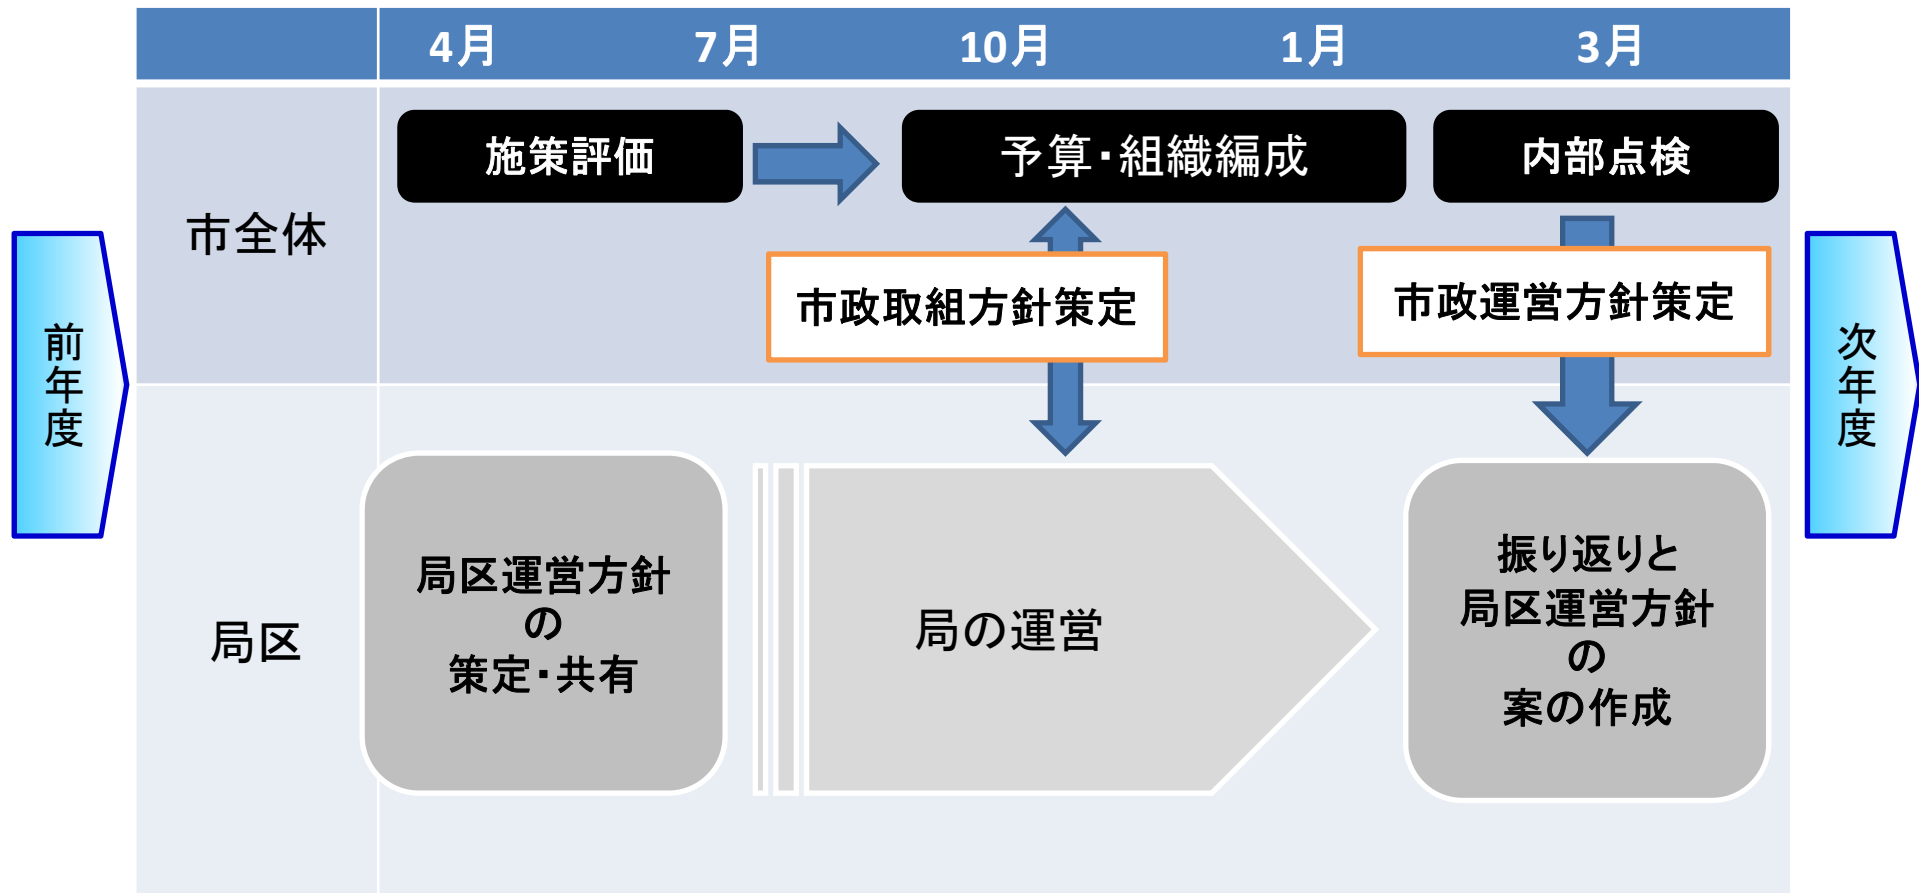 4月 7月 10月 1月 3月
施策評価
予算・組織編成
内部点検
市全体
市政取組方針策定
市政運営方針策定
前年度
次年度
局区
局区運営方針
の
策定・共有
局の運営
振り返りと
局区運営方針
の
案の作成